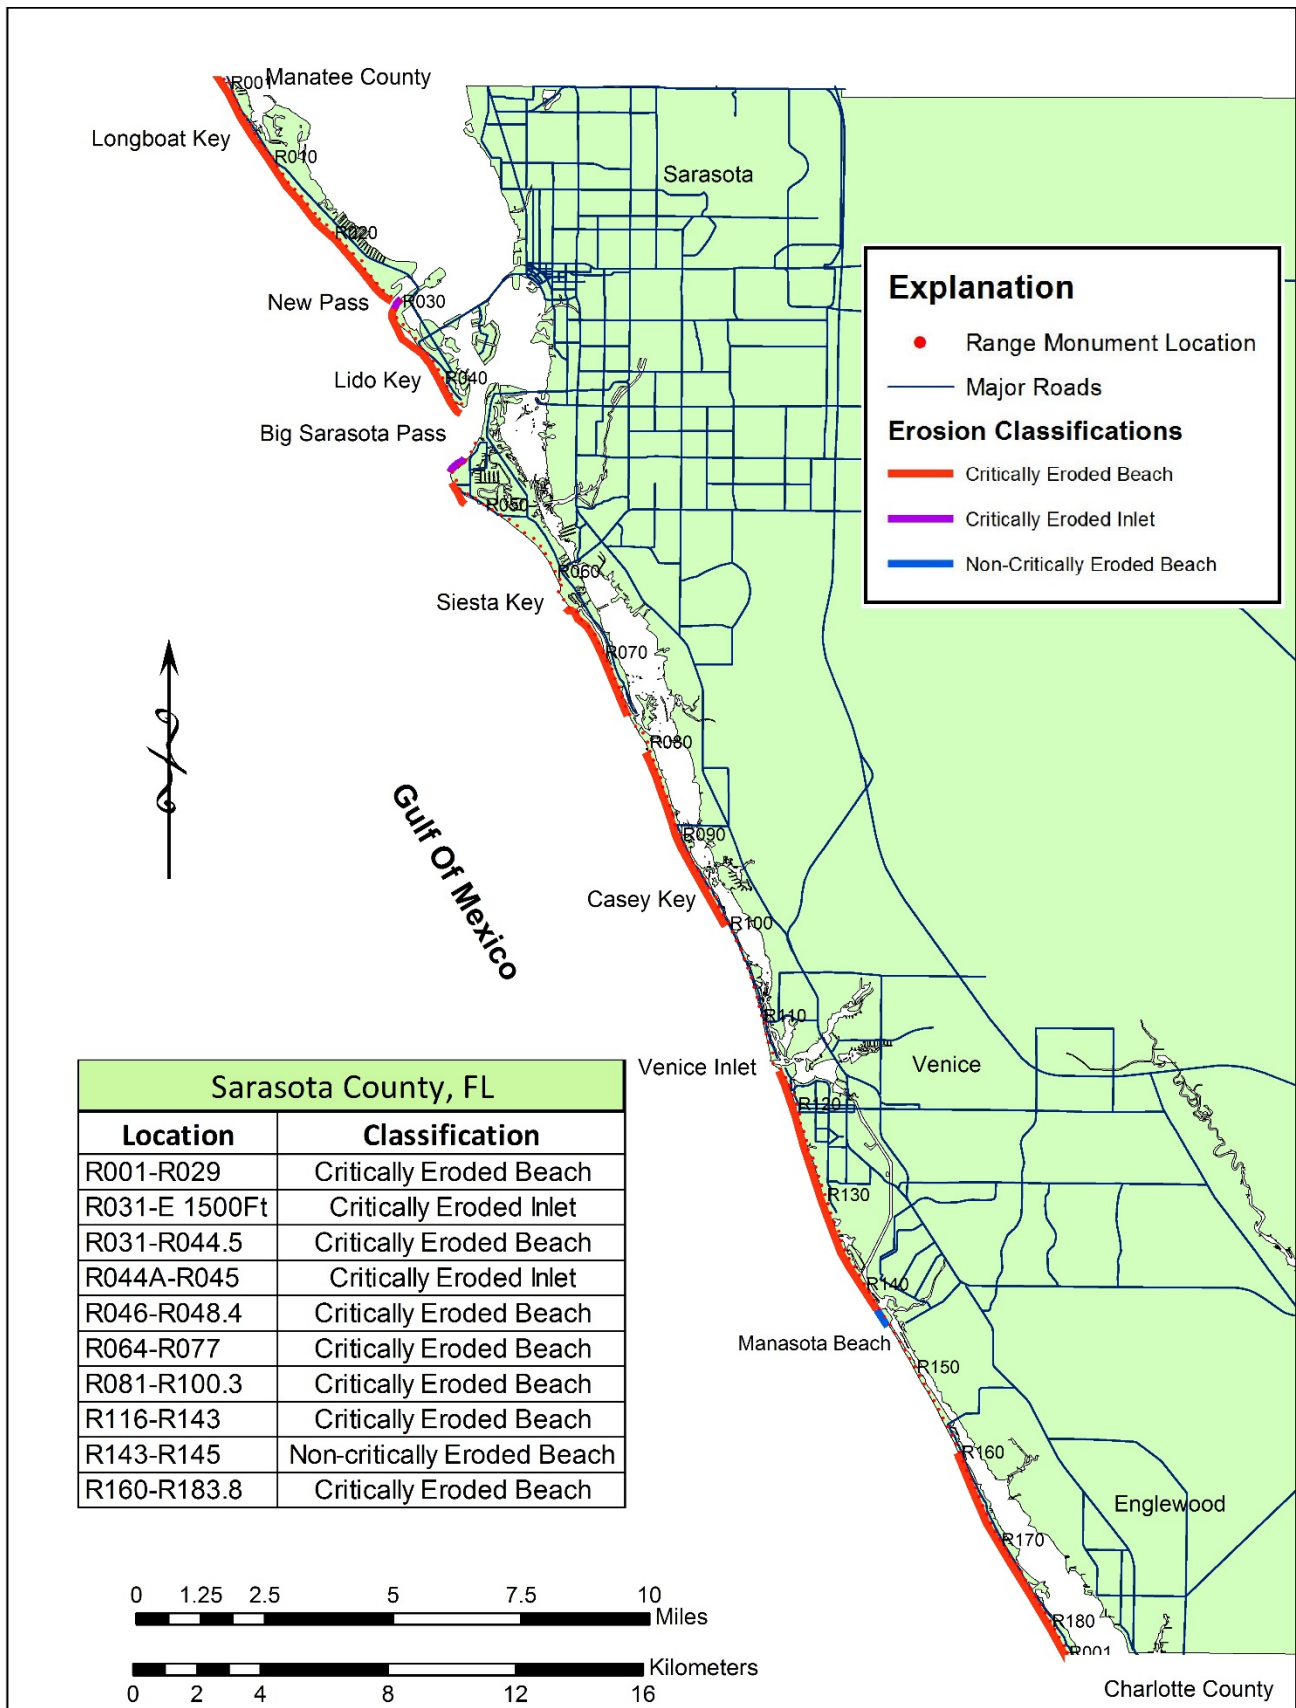 R001
Manatee County
Longboat Key
R010
Sarasota
R020
New Pass
R030
Lido Key
R040
Big Sarasota Pass
R050
R060
Siesta Key
R070
R080
Gulf Of Mexico
R090
Casey Key
R100
R110
Venice Inlet
Venice
R120
R130
R140
Manasota Beach
R150
R160
Englewood
R170
R180
R001
Charlotte County
Explanation
Range Monument Location
Major Roads
Erosion Classifications
Critically Eroded Beach
Critically Eroded Inlet
Non-Critically Eroded Beach
Sarasota County, FL
Location Classification
R001-R029 Critically Eroded Beach
R031-E 1500Ft Critically Eroded Inlet
R031-R044.5 Critically Eroded Beach
R044A-R045 Critically Eroded Inlet
R046-R048.4 Critically Eroded Beach
R064-R077 Critically Eroded Beach
R081-R100.3 Critically Eroded Beach
R116-R143 Critically Eroded Beach
R143-R145 Non-critically Eroded Beach
R160-R183.8 Critically Eroded Beach
0 1.25 2.5 5 7.5 10
Miles
Kilometers
0 2 4 8 12 16